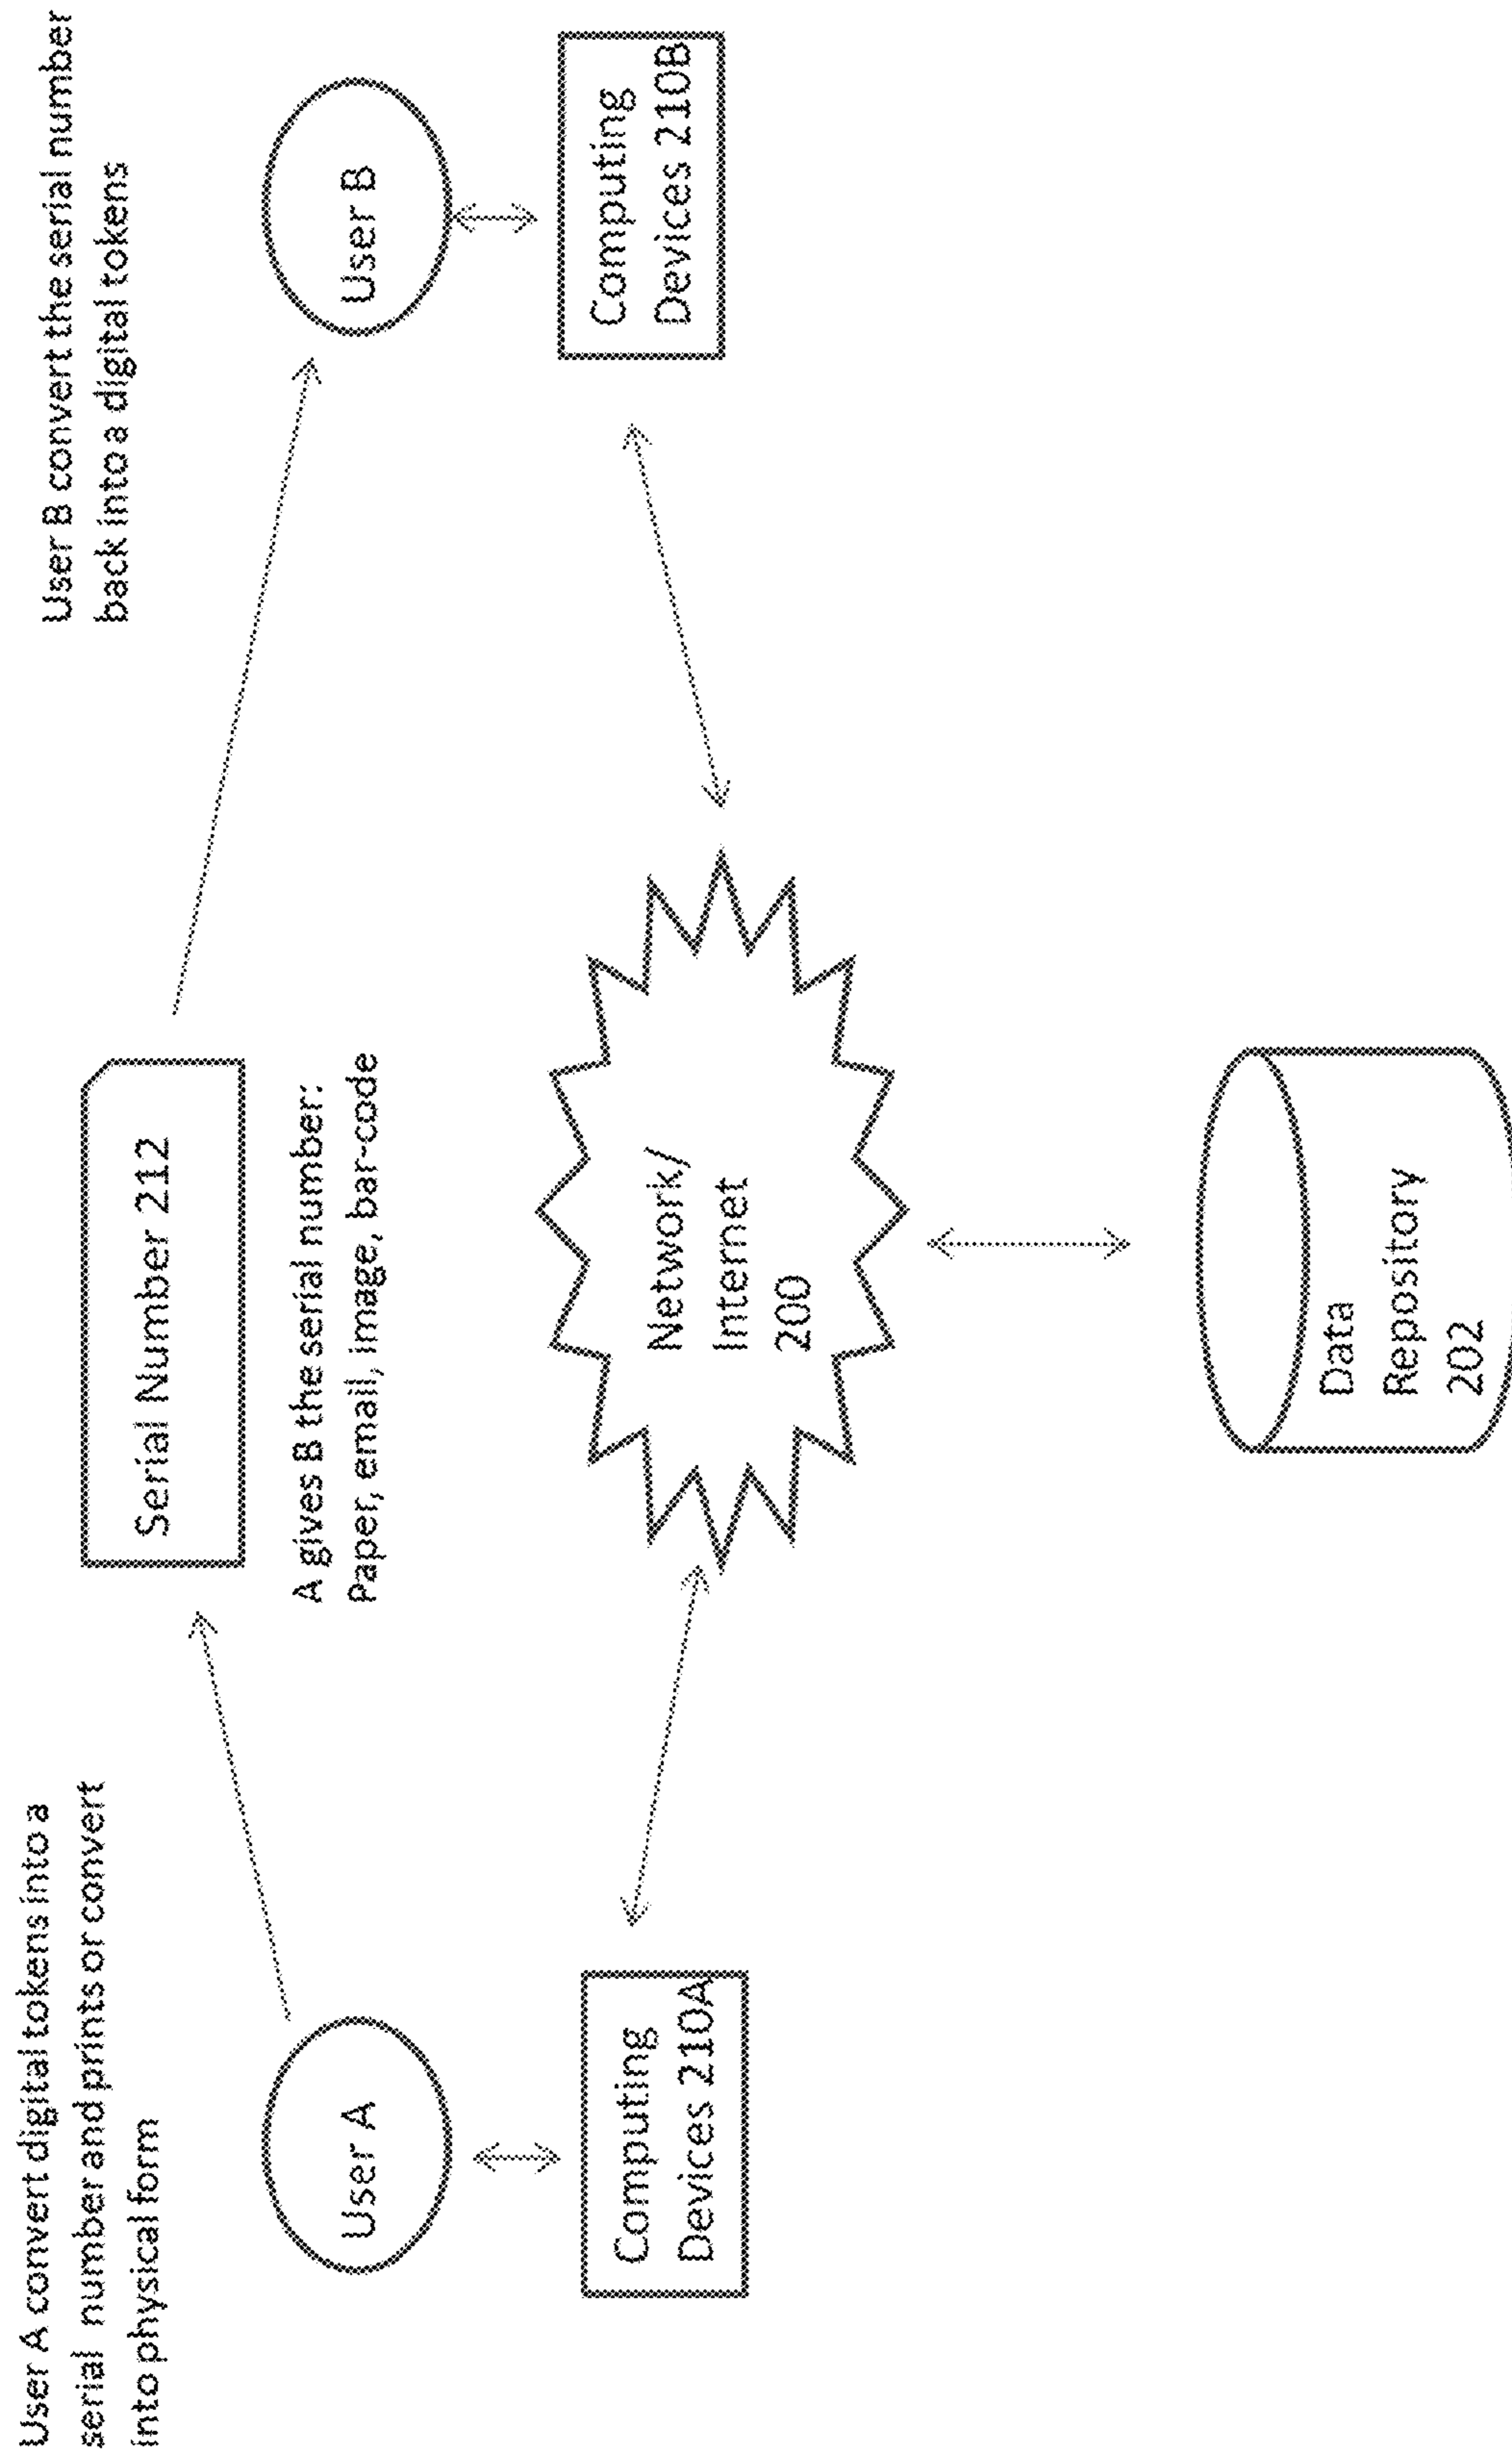 User A convert digital tokens into a
serial number and prints or convert
into physical form
Serial Number 212
A gives B the serial number:
Paper, email, image, bar-code
User B convert the serial number
back into a digital tokens
User A
User B
Computing
Devices 210A
Network/
Internet
200
Computing
Devices 210B
Data
Repository
202